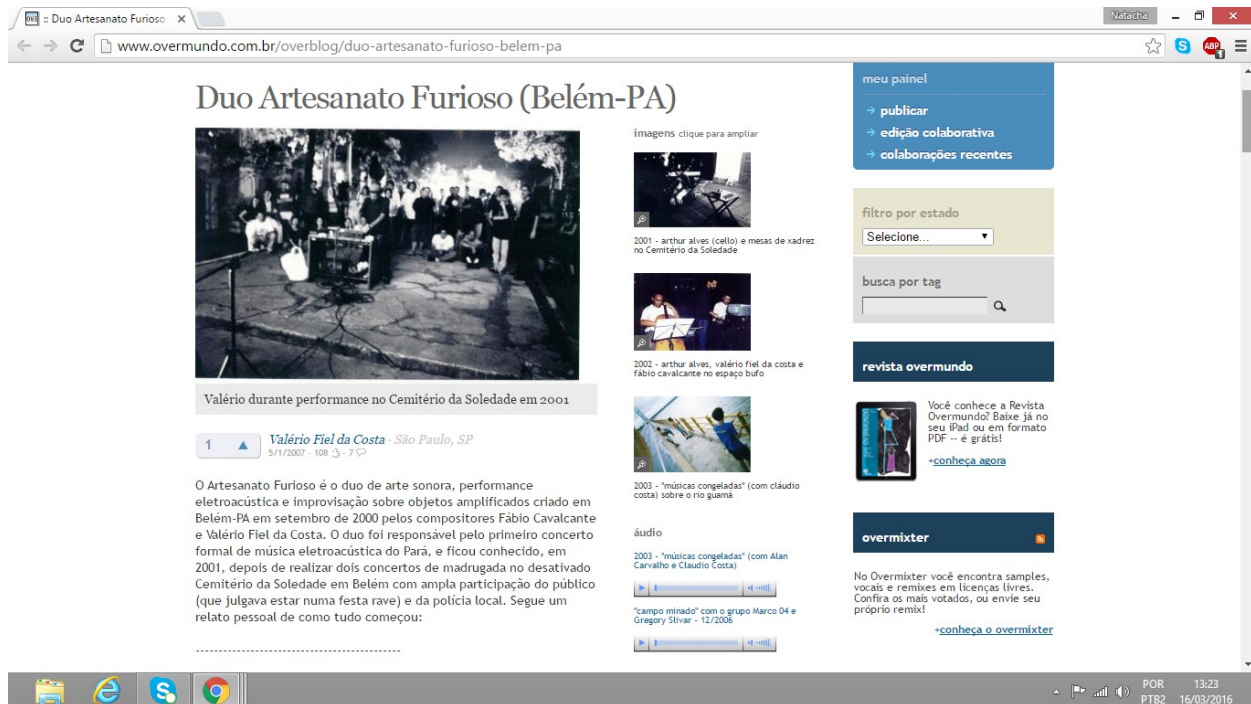 :: Duo Artesanato Furioso
Natacha
www.overmundo.com.br/overblog/duo-artesanato-furioso-belem-pa
ABP
1
Duo Artesanato Furioso (Belém-PA)
Valério durante performance no Cemitério da Soledade em 2001
1
Valério Fiel da Costa · São Paulo, SP
5/1/2007 · 108 · 7
O Artesanato Furioso é o duo de arte sonora, performance
eletroacústica e improvisação sobre objetos amplificados criado em
Belém-PA em setembro de 2000 pelos compositores Fábio Cavalcante
e Valério Fiel da Costa. O duo foi responsável pelo primeiro concerto
formal de música eletroacústica do Pará, e ficou conhecido, em
2001, depois de realizar dois concertos de madrugada no desativado
Cemitério da Soledade em Belém com ampla participação do público
(que julgava estar numa festa rave) e da polícia local. Segue um
relato pessoal de como tudo começou:
-----------------------------------------
imagens clique para ampliar
2001 - arthur alves (cello) e mesas de xadrez
no Cemitério da Soledade
2002 - arthur alves, valério fiel da costa e
fábio cavalcante no espaço bufo
2003 - "músicas congeladas" (com cláudio
costa) sobre o rio guamá
áudio
2003 - "músicas congeladas" (com Alan
Carvalho e Claudio Costa)
"campo minado" com o grupo Marco 04 e
Gregory Slivar - 12/2006
meu painel
publicar
edição colaborativa
colaborações recentes
filtro por estado
Selecione...
busca por tag
revista overmundo
Você conhece a Revista
Overmundo? Baixe já no
seu iPad ou em formato
PDF -- é grátis!
+conheça agora
overmixter
No Overmixter você encontra samples,
vocais e remixes em licenças livres.
Confira os mais votados, ou envie seu
próprio remix!
+conheça o overmixter
POR
PTB2
13:23
16/03/2016